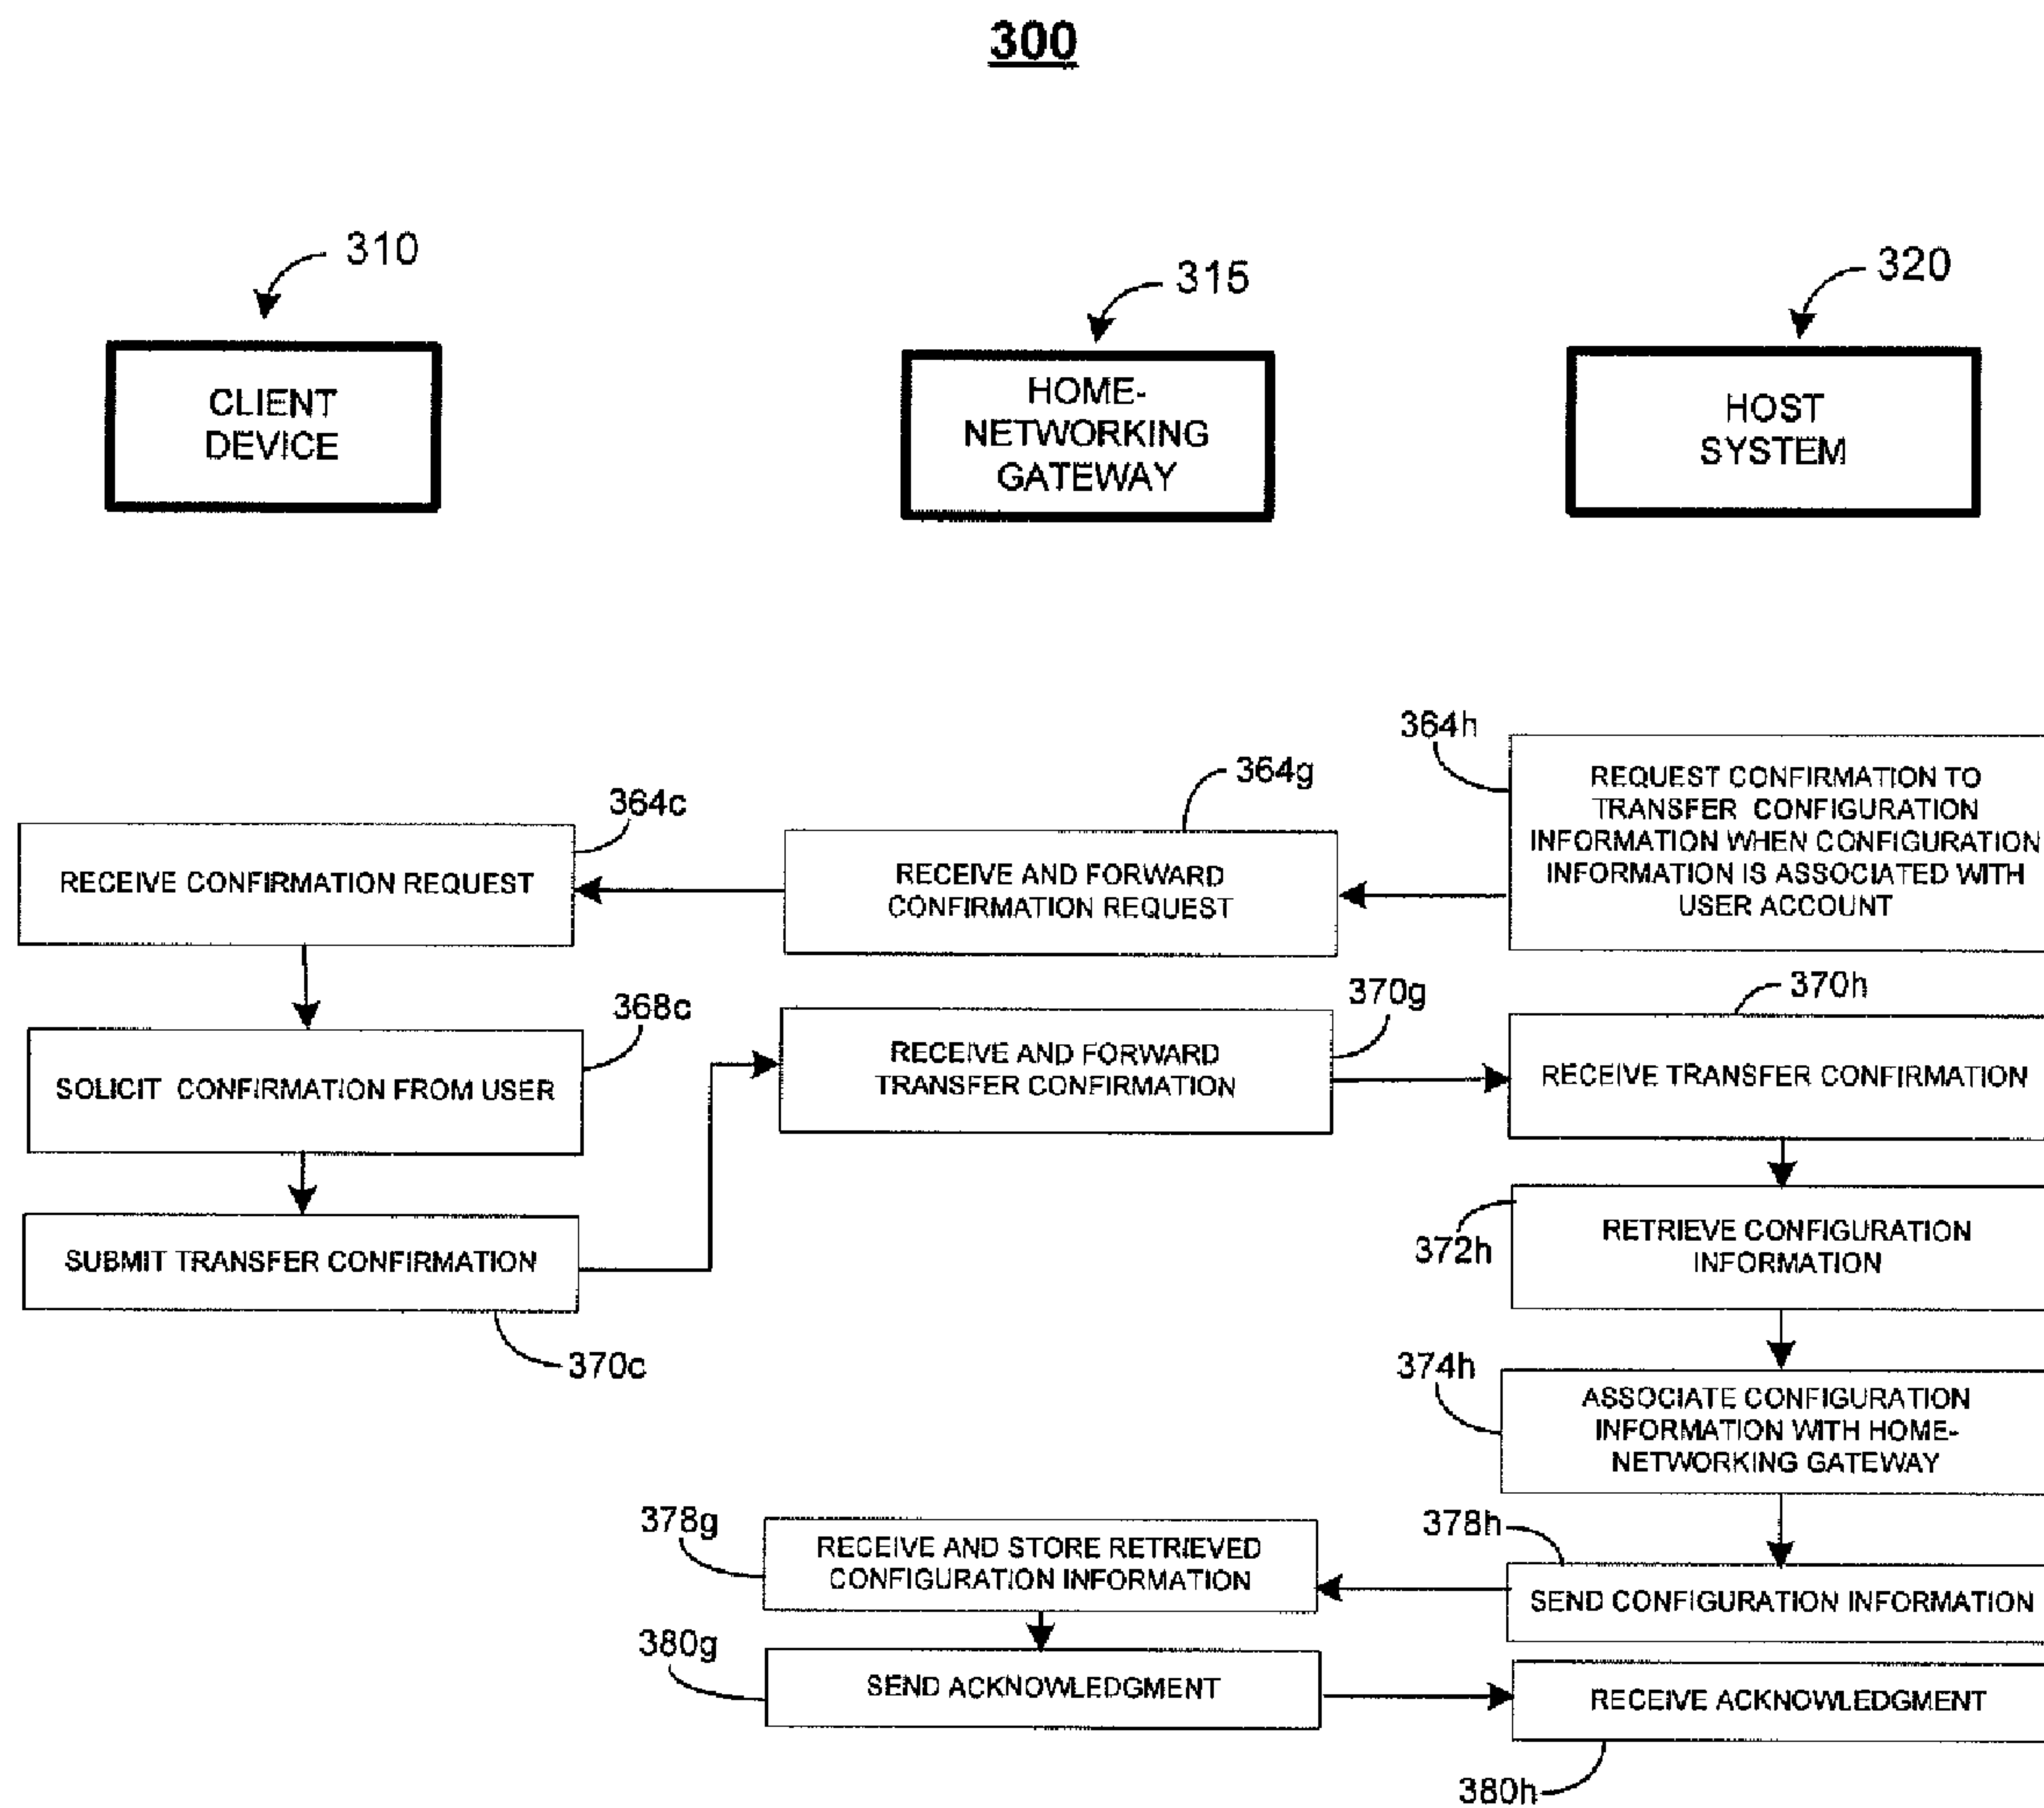 300
310
315
320
CLIENT
DEVICE
HOME-
NETWORKING
GATEWAY
HOST
SYSTEM
364h
364g
364c
REQUEST CONFIRMATION TO
TRANSFER CONFIGURATION
INFORMATION WHEN CONFIGURATION
INFORMATION IS ASSOCIATED WITH
USER ACCOUNT
RECEIVE AND FORWARD
CONFIRMATION REQUEST
RECEIVE CONFIRMATION REQUEST
368c
370g
370h
SOLICIT CONFIRMATION FROM USER
RECEIVE AND FORWARD
TRANSFER CONFIRMATION
RECEIVE TRANSFER CONFIRMATION
SUBMIT TRANSFER CONFIRMATION
370c
372h
RETRIEVE CONFIGURATION
INFORMATION
374h
ASSOCIATE CONFIGURATION
INFORMATION WITH HOME-
NETWORKING GATEWAY
378g
RECEIVE AND STORE RETRIEVED
CONFIGURATION INFORMATION
378h
SEND CONFIGURATION INFORMATION
380g
SEND ACKNOWLEDGMENT
RECEIVE ACKNOWLEDGMENT
380h